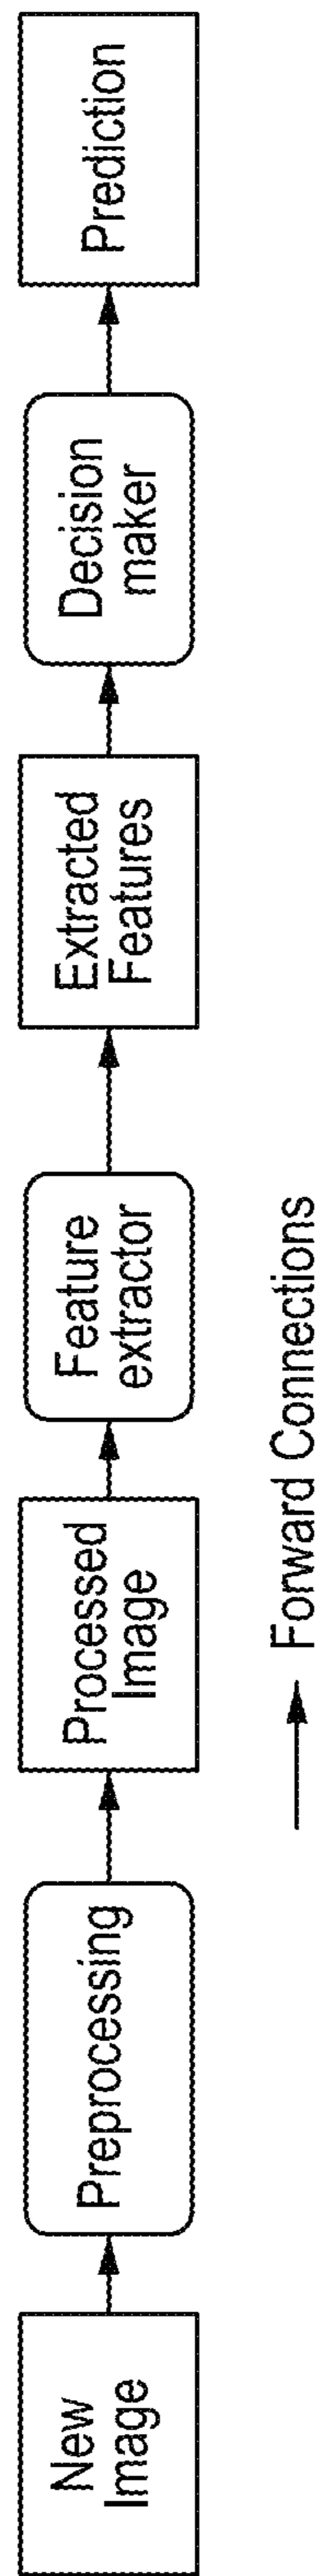 New
Image
Preprocessing
Processed
Image
Feature
extractor
Extracted
Features
Decision
maker
Prediction
Forward Connections